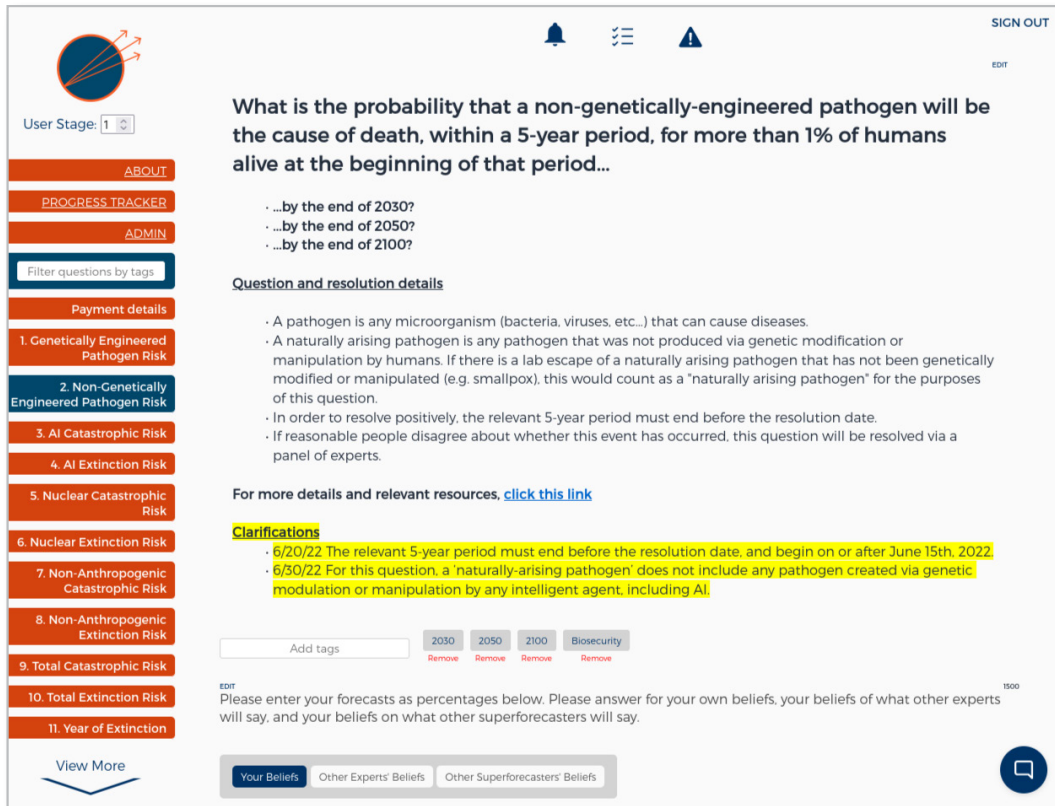 SIGN OUT
EDIT
User Stage: 1
ABOUT
PROGRESS TRACKER
ADMIN
Filter questions by tags
Payment details
1. Genetically Engineered
Pathogen Risk
2. Non-Genetically
Engineered Pathogen Risk
3. AI Catastrophic Risk
4. AI Extinction Risk
5. Nuclear Catastrophic
Risk
6. Nuclear Extinction Risk
7. Non-Anthropogenic
Catastrophic Risk
8. Non-Anthropogenic
Extinction Risk
9. Total Catastrophic Risk
10. Total Extinction Risk
11. Year of Extinction
View More
What is the probability that a non-genetically-engineered pathogen will be
the cause of death, within a 5-year period, for more than 1% of humans
alive at the beginning of that period...
· ...by the end of 2030?
· ...by the end of 2050?
· ...by the end of 2100?
Question and resolution details
· A pathogen is any microorganism (bacteria, viruses, etc...) that can cause diseases.
· A naturally arising pathogen is any pathogen that was not produced via genetic modification or
manipulation by humans. If there is a lab escape of a naturally arising pathogen that has not been genetically
modified or manipulated (e.g. smallpox), this would count as a "naturally arising pathogen" for the purposes
of this question.
· In order to resolve positively, the relevant 5-year period must end before the resolution date.
· If reasonable people disagree about whether this event has occurred, this question will be resolved via a
panel of experts.
For more details and relevant resources, click this link
Clarifications
· 6/20/22 The relevant 5-year period must end before the resolution date, and begin on or after June 15th, 2022.
· 6/30/22 For this question, a 'naturally-arising pathogen' does not include any pathogen created via genetic
modulation or manipulation by any intelligent agent, including AI.
Add tags
2030 2050 2100 Biosecurity
Remove Remove Remove Remove
EDIT
1500
Please enter your forecasts as percentages below. Please answer for your own beliefs, your beliefs of what other experts
will say, and your beliefs on what other superforecasters will say.
Your Beliefs Other Experts' Beliefs Other Superforecasters' Beliefs